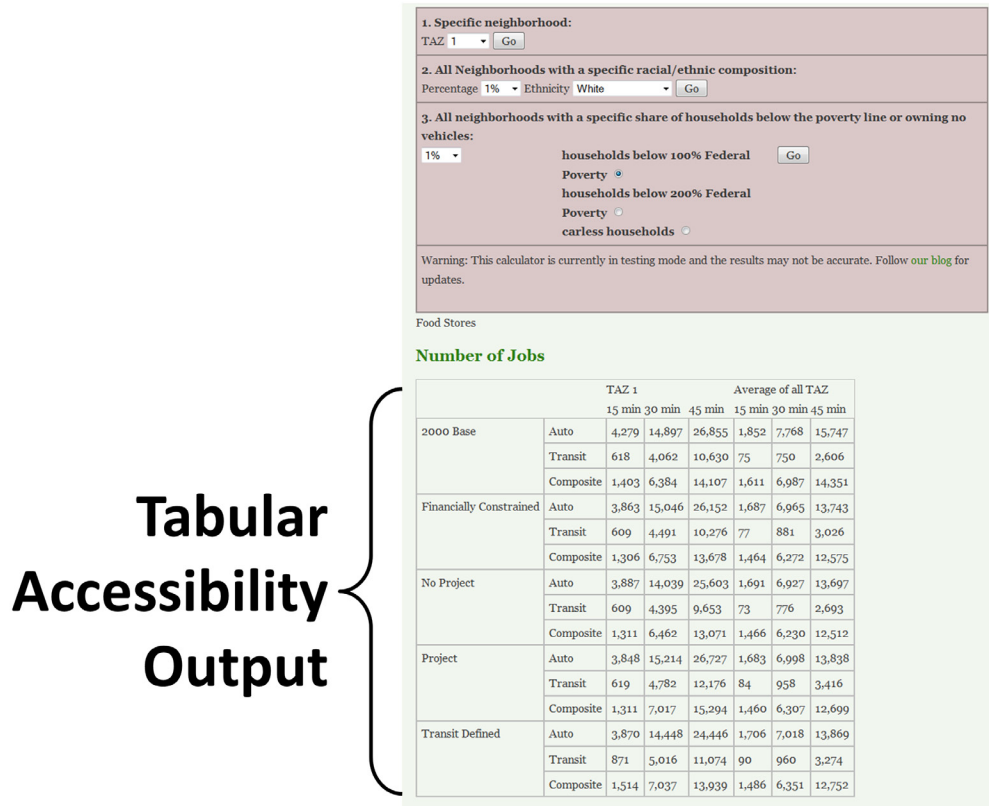 1. Specific neighborhood:
TAZ 1 Go
2. All Neighborhoods with a specific racial/ethnic composition:
Percentage 1% Ethnicity White Go
3. All neighborhoods with a specific share of households below the poverty line or owning no
vehicles:
1% households below 100% Federal Go
Poverty
households below 200% Federal
Poverty
carless households
Warning: This calculator is currently in testing mode and the results may not be accurate. Follow our blog for
updates.
Food Stores
Number of Jobs
TAZ 1 Average of all TAZ
15 min 30 min 45 min 15 min 30 min 45 min
2000 Base Auto 4,279 14,897 26,855 1,852 7,768 15,747
Transit 618 4,062 10,630 75 750 2,606
Composite 1,403 6,384 14,107 1,611 6,987 14,351
Financially Constrained Auto 3,863 15,046 26,152 1,687 6,965 13,743
Transit 609 4,491 10,276 77 881 3,026
Composite 1,306 6,753 13,678 1,464 6,272 12,575
No Project Auto 3,887 14,039 25,603 1,691 6,927 13,697
Transit 609 4,395 9,653 73 776 2,693
Composite 1,311 6,462 13,071 1,466 6,230 12,512
Project Auto 3,848 15,214 26,727 1,683 6,998 13,838
Transit 619 4,782 12,176 84 958 3,416
Composite 1,311 7,017 15,294 1,460 6,307 12,699
Transit Defined Auto 3,870 14,448 24,446 1,706 7,018 13,869
Transit 871 5,016 11,074 90 960 3,274
Composite 1,514 7,037 13,939 1,486 6,351 12,752
Tabular
Accessibility
Output